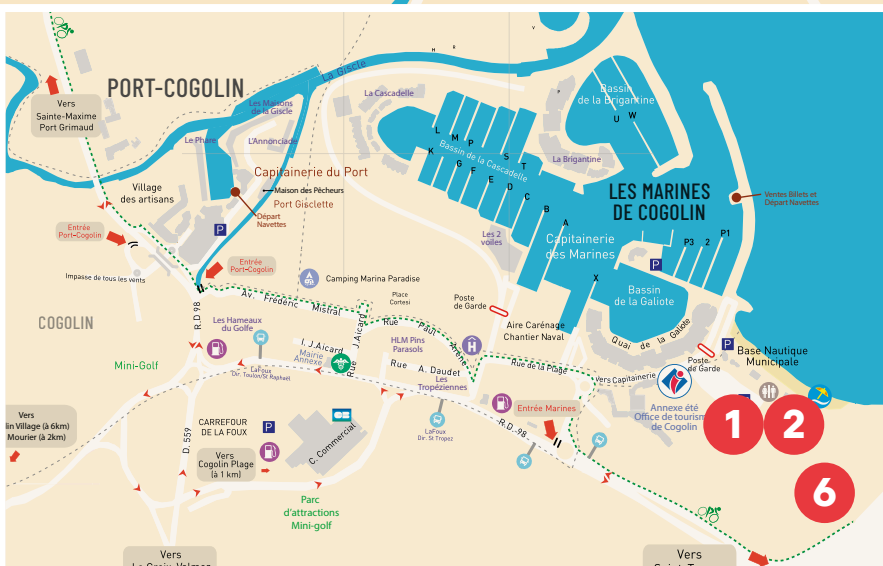 PORT-COGOLIN
Vers
Sainte-Maxime
Port Grimaud
Les Maisons
de la Giscle
L'Annonciade
Le Phare
La Giscle
La Cascadelle
H
R
V
P
Bassin
de la Brigantine
U W
L M P
K
G F E D C B A
S T
Bassin de la Cascadelle
La Brigantine
Capitainerie du Port
Maison des Pêcheurs
Port Gisclette
Départ
Navettes
Village
des artisans
P
Entrée
Port-Cogolin
Entrée
Port-Cogolin
Impasse de tous les vents
LES MARINES
DE COGOLIN
Ventes Billets et
Départ Navettes
Capitainerie
des Marines
Les 2
voiles
P3 2 P1
P
X
Bassin
de la Galiote
Camping Marina Paradise
Place
Cortesi
Poste
de Garde
Aire Carénage
Chantier Naval
Quai de la Galiote
Poste
de Garde
P
Base Nautique
Municipale
COGOLIN
R.D 98
Av. Frédéric Mistral
Les Hameaux
du Golfe
I. J.Aicard
Mairie
Annexe
Rue J.Aicard
Rue Paul Arène
HLM Pins
Parasols
H
Rue A. Daudet
Les
Tropéziennes
Rue de la Plage
vers Capitainerie
Mini-Golf
LaFoux
Dir. Toulon/St Raphael
LaFoux
Dir. St Tropez
R.D. 98
Entrée Marines
Annexe été
Office de tourism
de Cogolin
1
2
6
Vers
lin Village (à 6km)
Mourier (à 2km)
D. 559
CARREFOUR
DE LA FOUX
P
C. Commercial
Vers
Cogolin Plage
(à 1 km)
Parc
d'attractions
Mini-golf
Vers
Vers